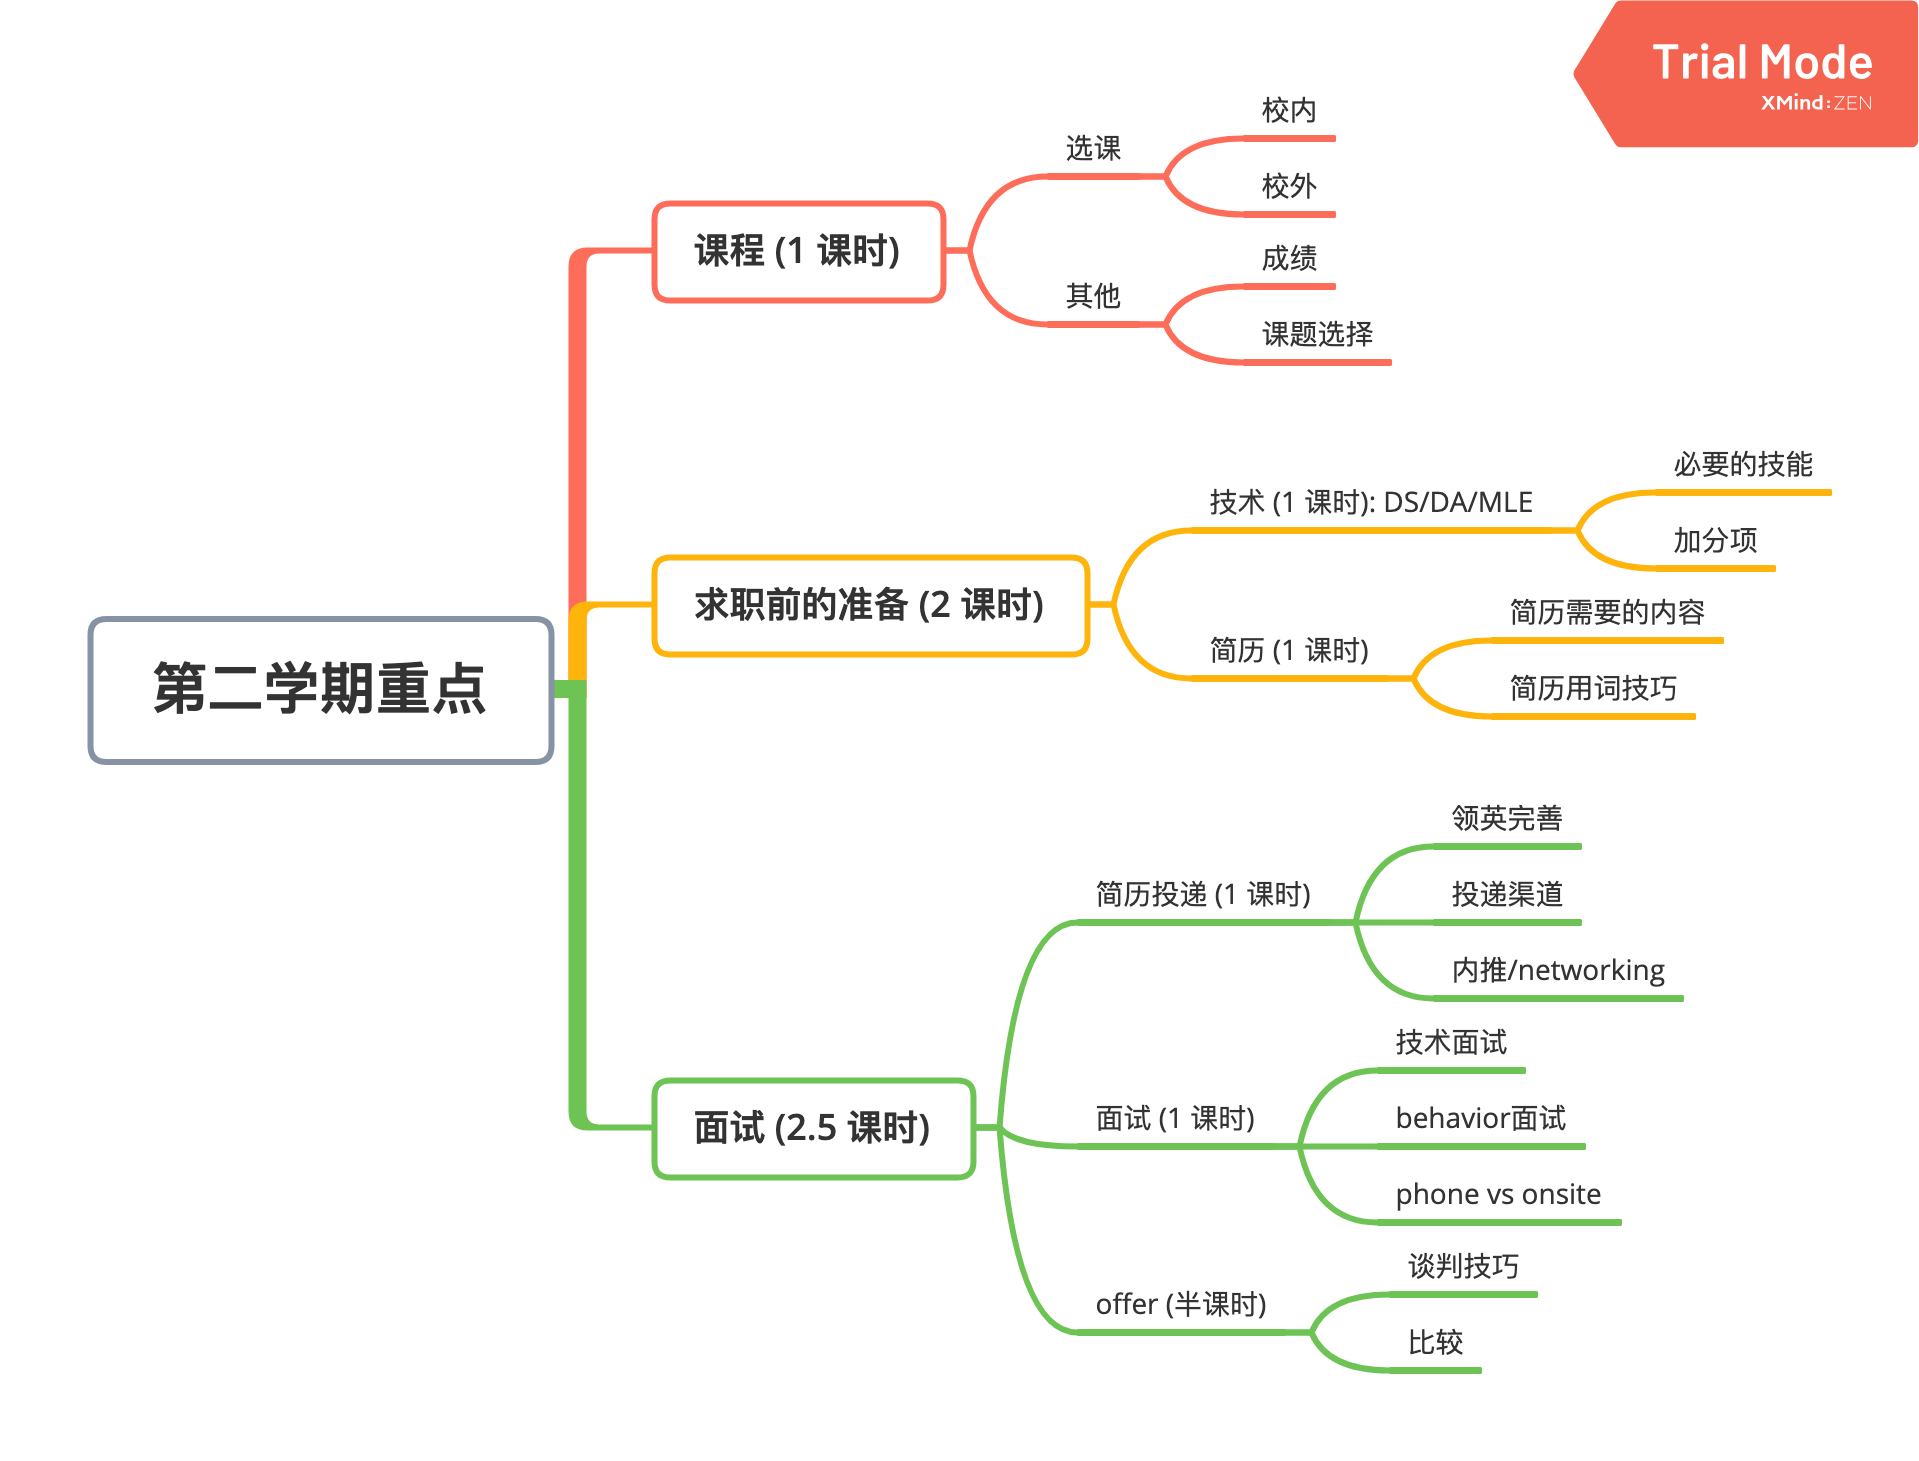 Trial Mode
XMind:ZEN
第二学期重点
课程 (1 课时)
选课
校内
校外
其他
成绩
课题选择
求职前的准备 (2 课时)
技术 (1 课时): DS/DA/MLE
必要的技能
加分项
简历 (1 课时)
简历需要的内容
简历用词技巧
面试 (2.5 课时)
简历投递 (1 课时)
领英完善
投递渠道
内推/networking
面试 (1 课时)
技术面试
behavior面试
phone vs onsite
offer (半课时)
谈判技巧
比较